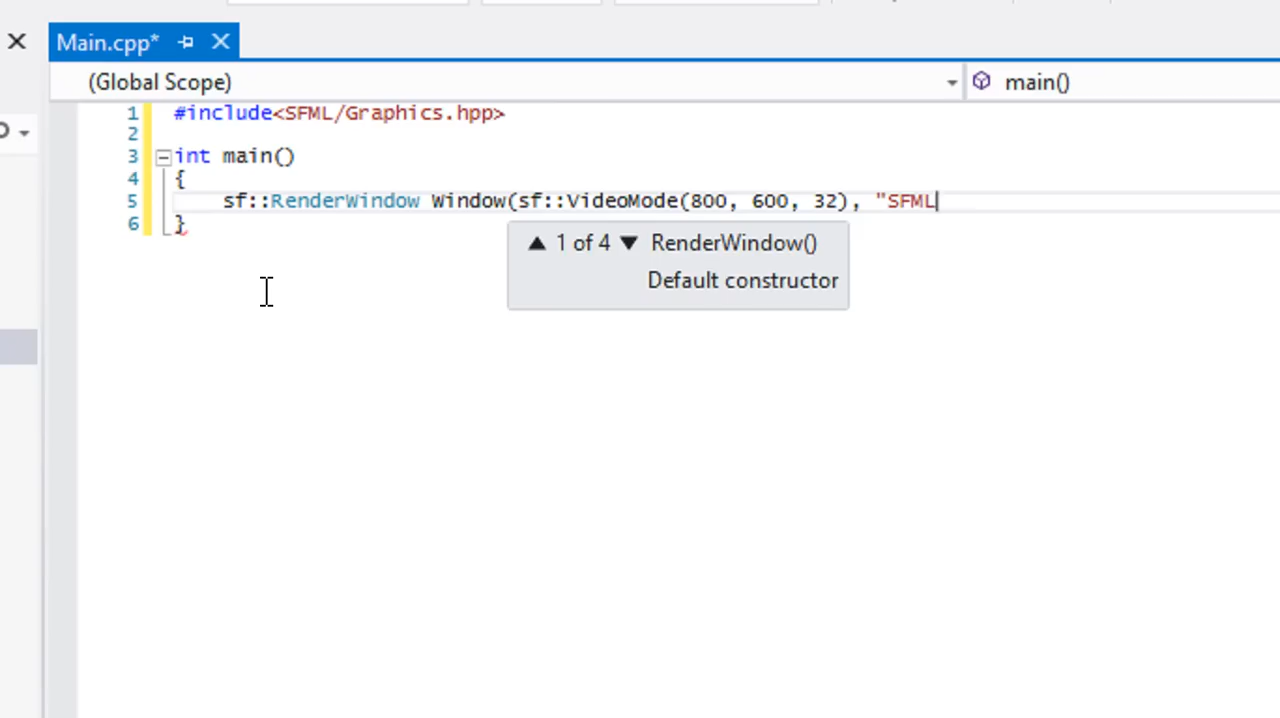 Main.cpp*
(Global Scope) main()
1 #include<SFML/Graphics.hpp>
2
3 int main()
4 {
5 sf::RenderWindow Window(sf::VideoMode(800, 600, 32), "SFML
6 }
▲ 1 of 4 ▼ RenderWindow()
Default constructor